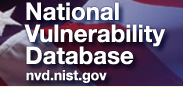 National
Vulnerability
Database
nvd.nist.gov